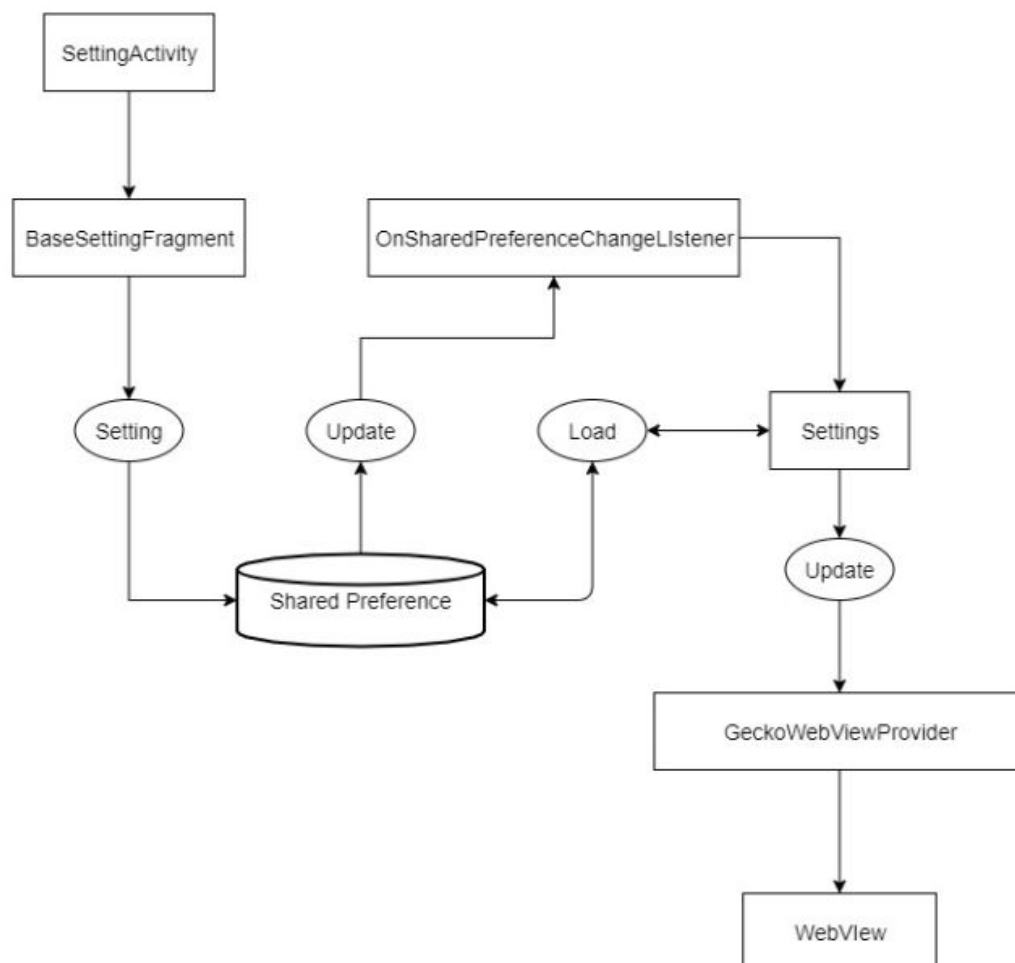 SettingActivity
BaseSettingFragment
OnSharedPreferenceChangeLIstener
Setting
Update
Load
Settings
Update
Shared Preference
GeckoWebViewProvider
WebVIew